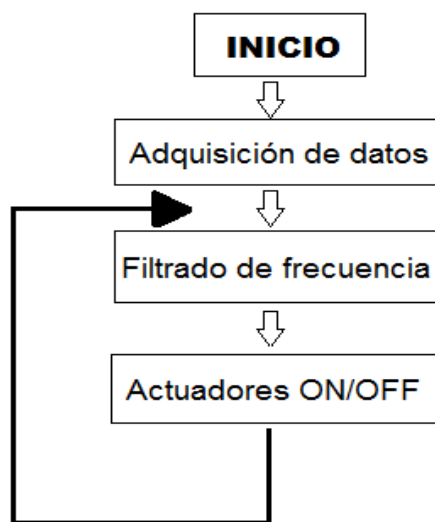 INICIO
Adquisición de datos
Filtrado de frecuencia
Actuadores ON/OFF